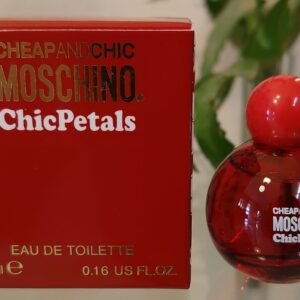 CHEAPANDCHIC
MOSCHINO.
ChicPetals
EAU DE TOILETTE
℮ 0.16 US FL.OZ.
CHEAPAND
MOSC
Chic